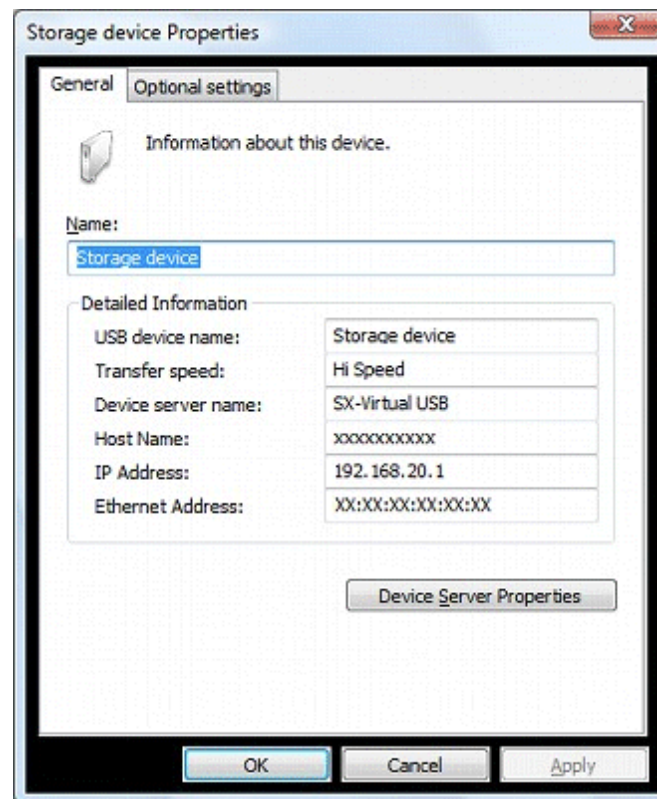 Storage device Properties
General Optional settings
Information about this device.
Name:
Storage device
Detailed Information
USB device name: Storage device
Transfer speed: Hi Speed
Device server name: SX-Virtual USB
Host Name: xxxxxxxxxx
IP Address: 192.168.20.1
Ethernet Address: XX:XX:XX:XX:XX:XX
Device Server Properties
OK Cancel Apply